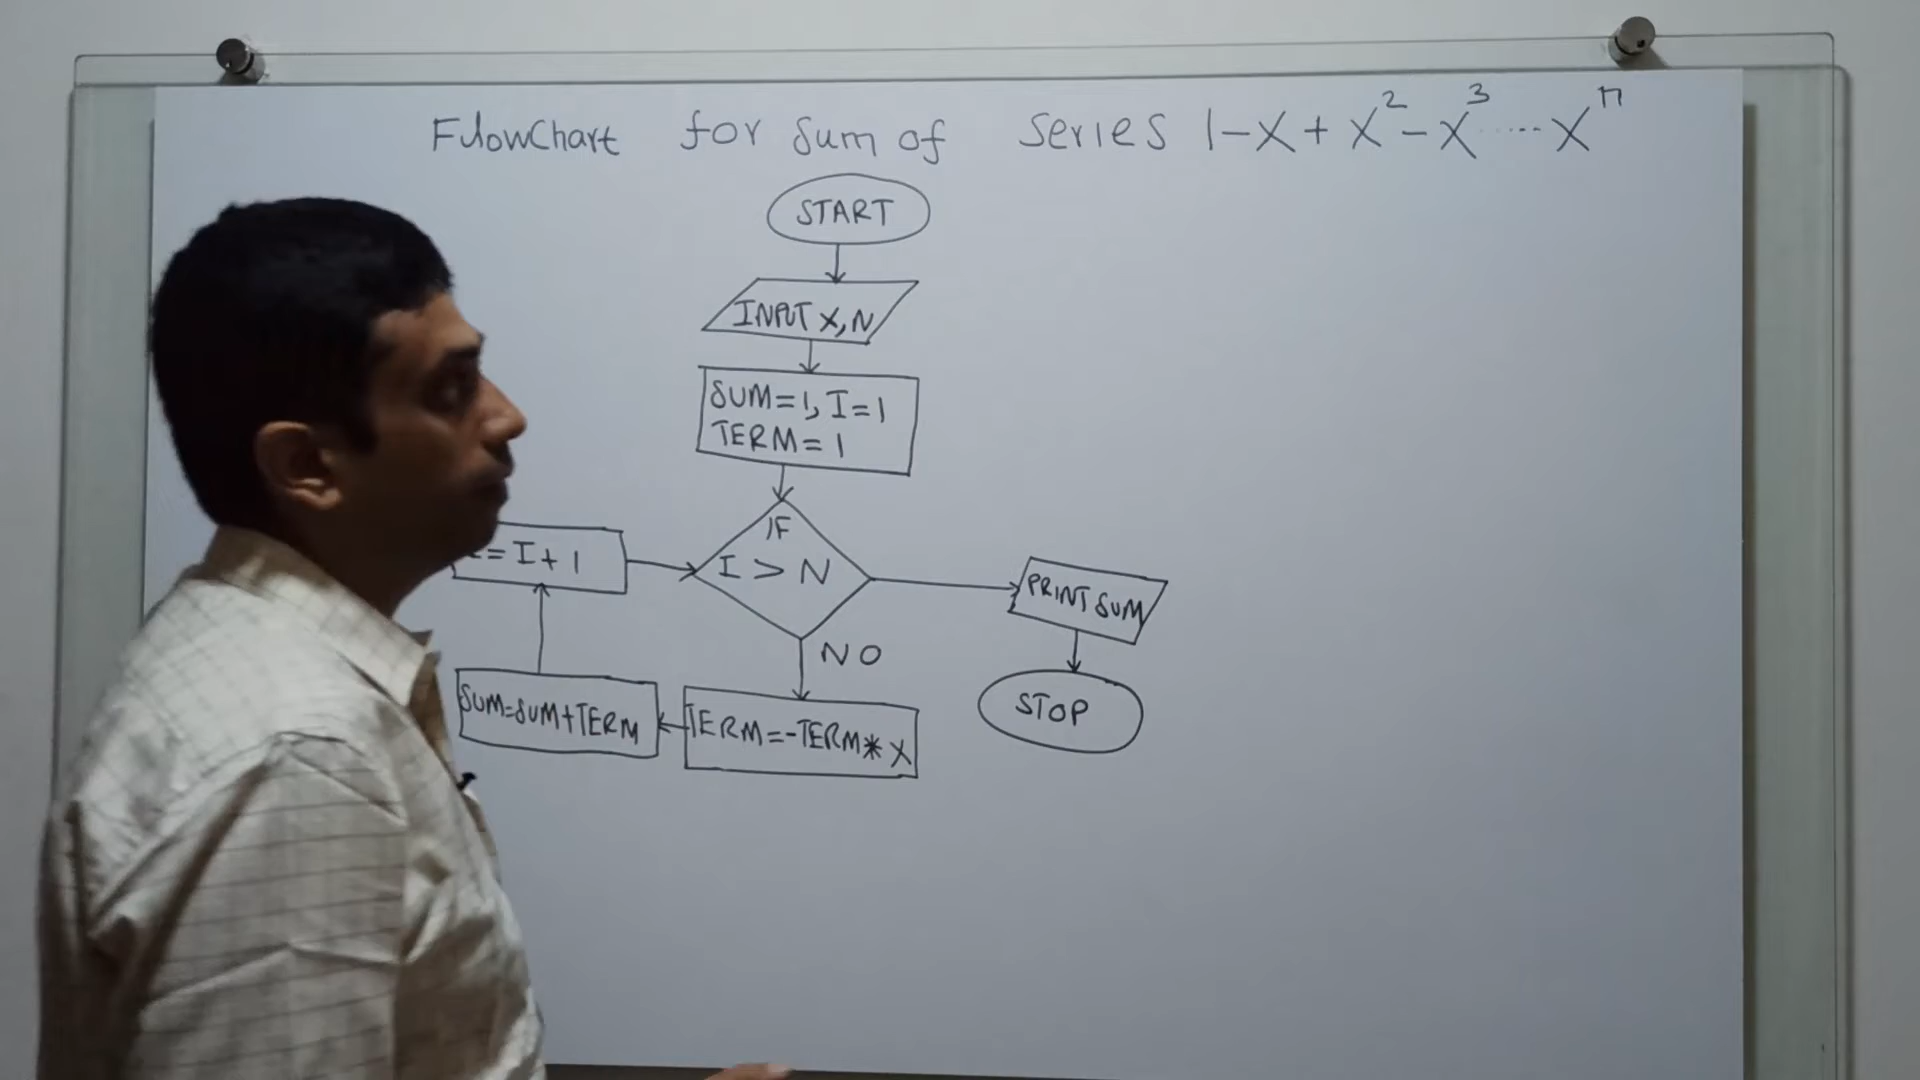 FlowChart for Sum of Series 1-X+X²-X³.....Xⁿ
START
INPUT X, N
SUM=1, I=1
TERM=1
IF
I > N
=I+1
PRINT SUM
NO
SUM=SUM+TERM
TERM=-TERM*X
STOP